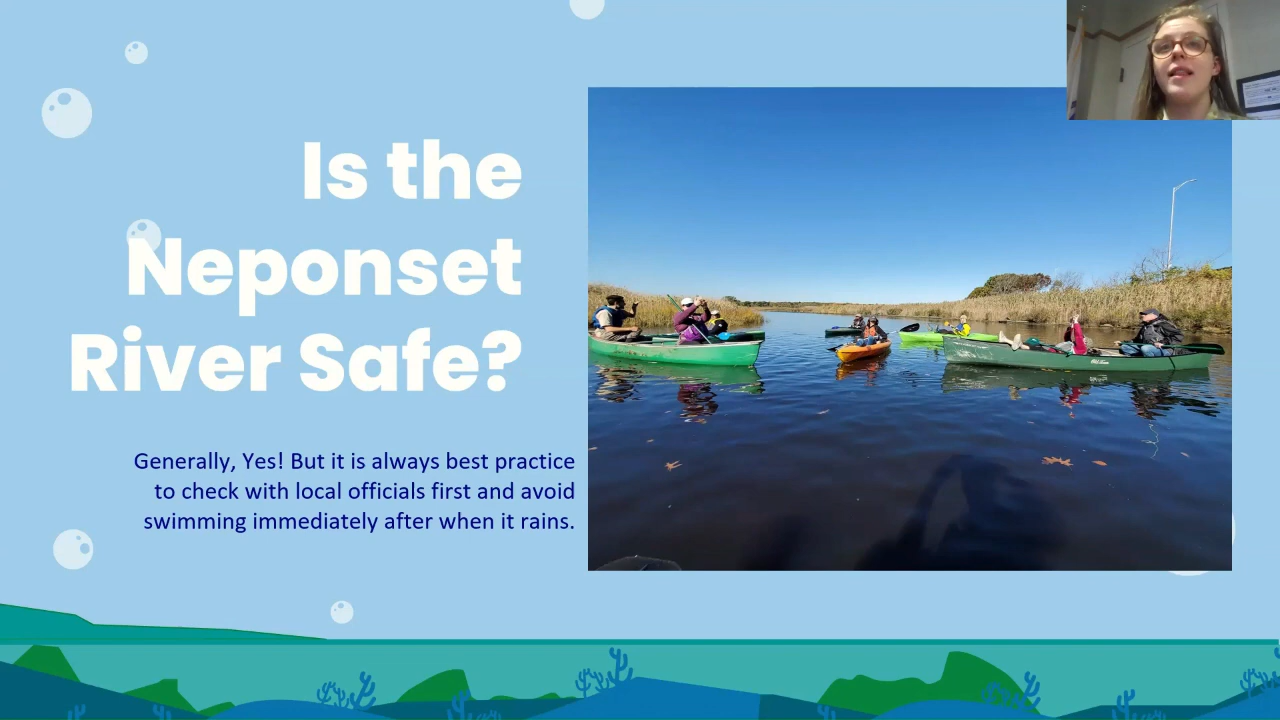 Is the
Neponset
River Safe?
Generally, Yes! But it is always best practice
to check with local officials first and avoid
swimming immediately after when it rains.